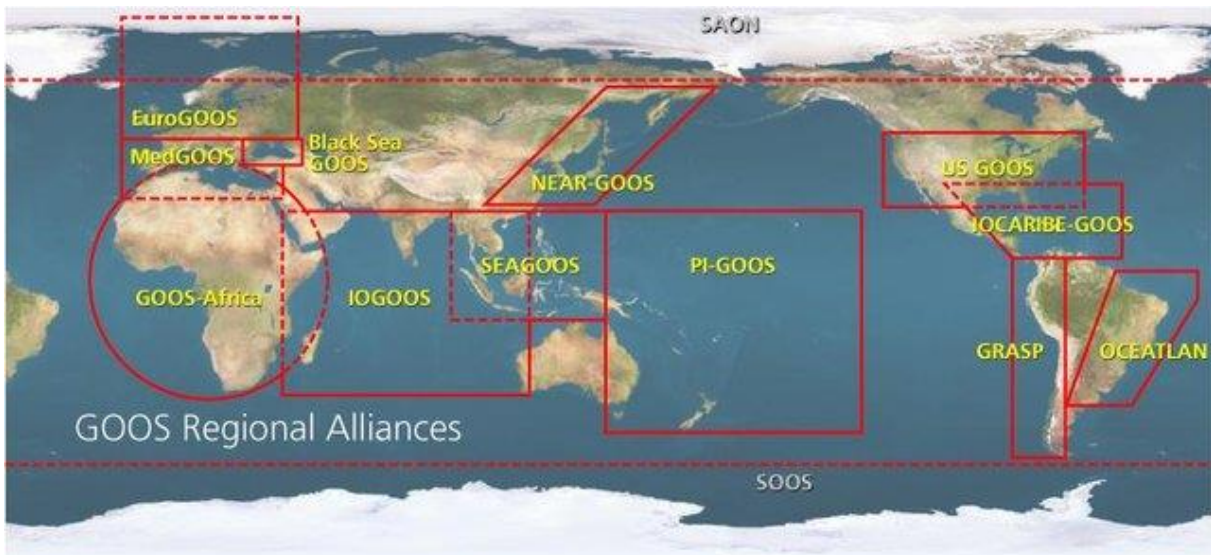 SAON
EuroGOOS
MedGOOS
Black Sea
GOOS
NEAR-GOOS
US GOOS
IOCARIBE-GOOS
SEAGOOS
PI-GOOS
GOOS-Africa
IOGOOS
GRASP
OCEATLAN
GOOS Regional Alliances
SOOS